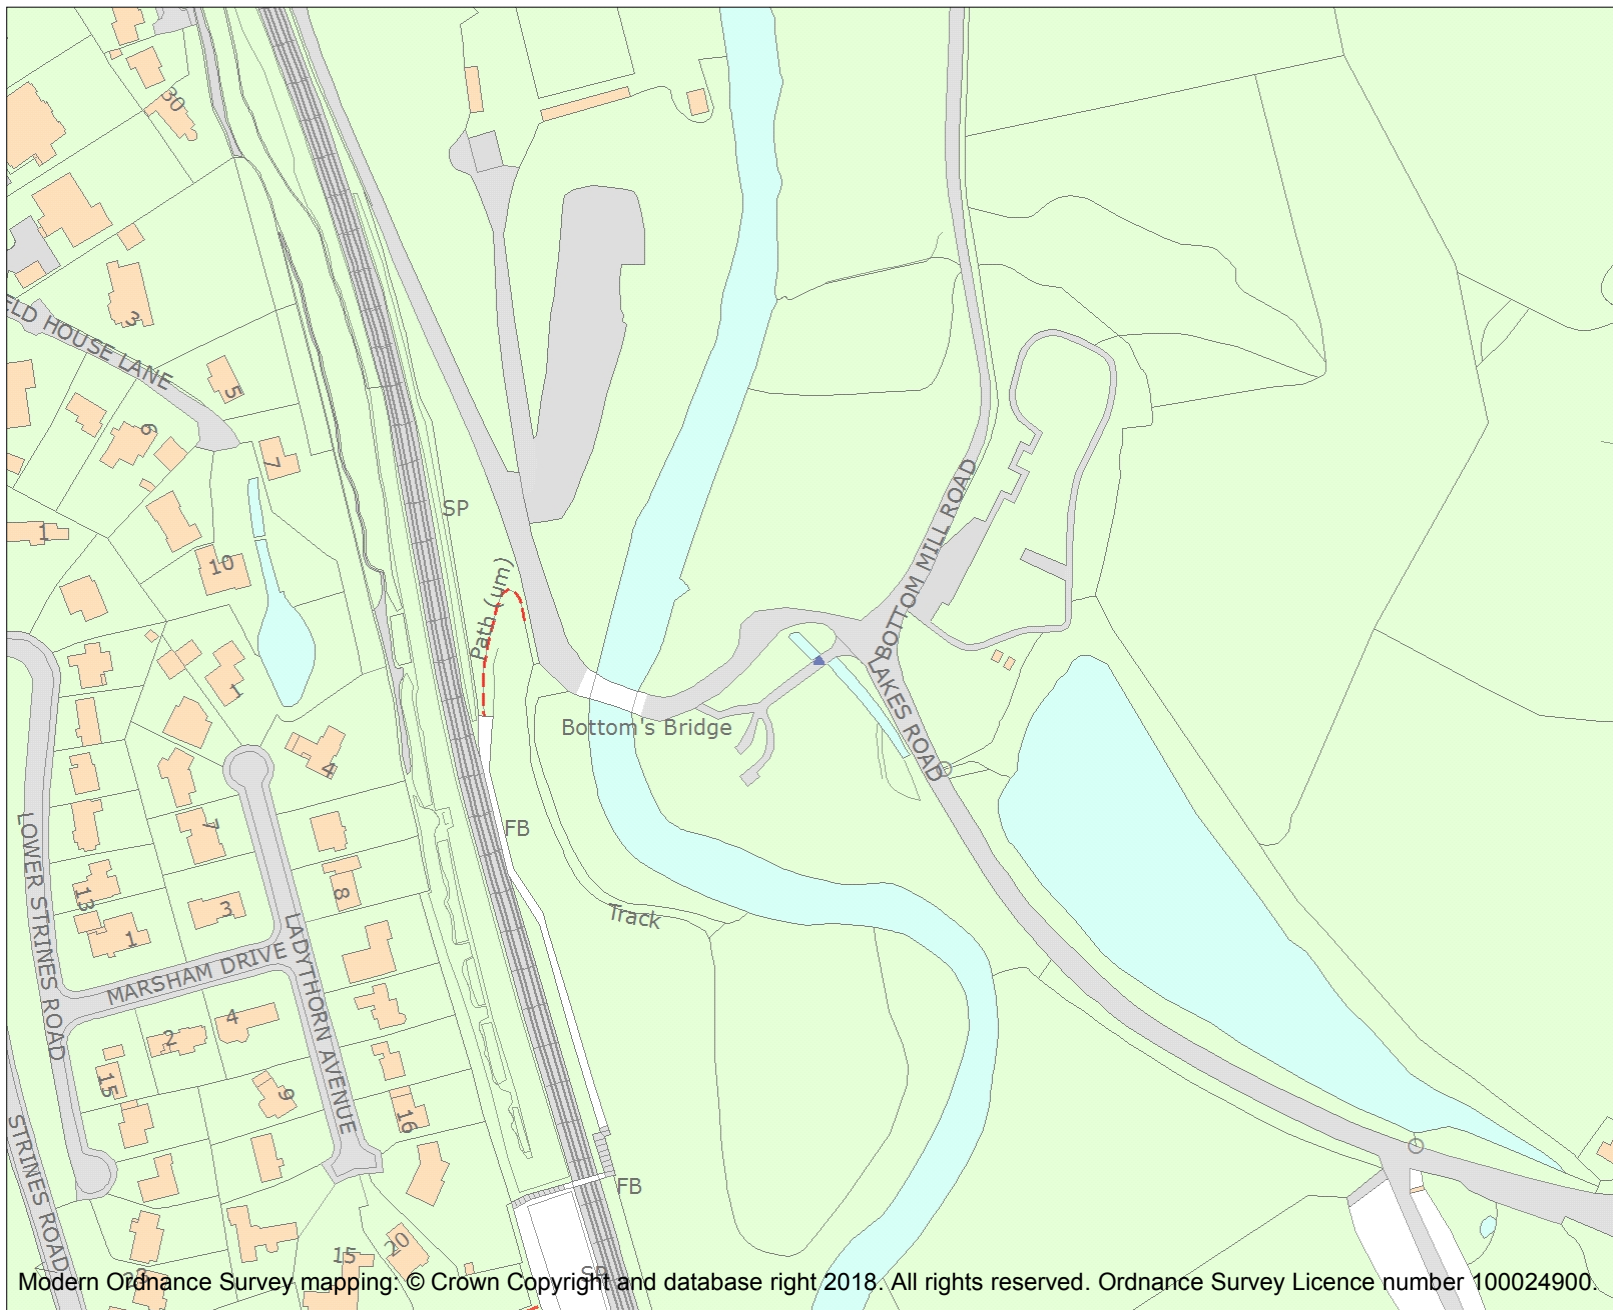 30
3
ELD HOUSE LANE
5
6
7
SP
1
10
Path (um)
BOTTOM MILL ROAD
LAKES ROAD
1
Bottom's Bridge
4
7
FB
LOWER STRINES ROAD
13
8
3
1
Track
LADYTHORN AVENUE
MARSHAM DRIVE
4
2
15
9
16
STRINES ROAD
FB
15
20
SP
23
Modern Ordnance Survey mapping: © Crown Copyright and database right 2018. All rights reserved. Ordnance Survey Licence number 100024900.